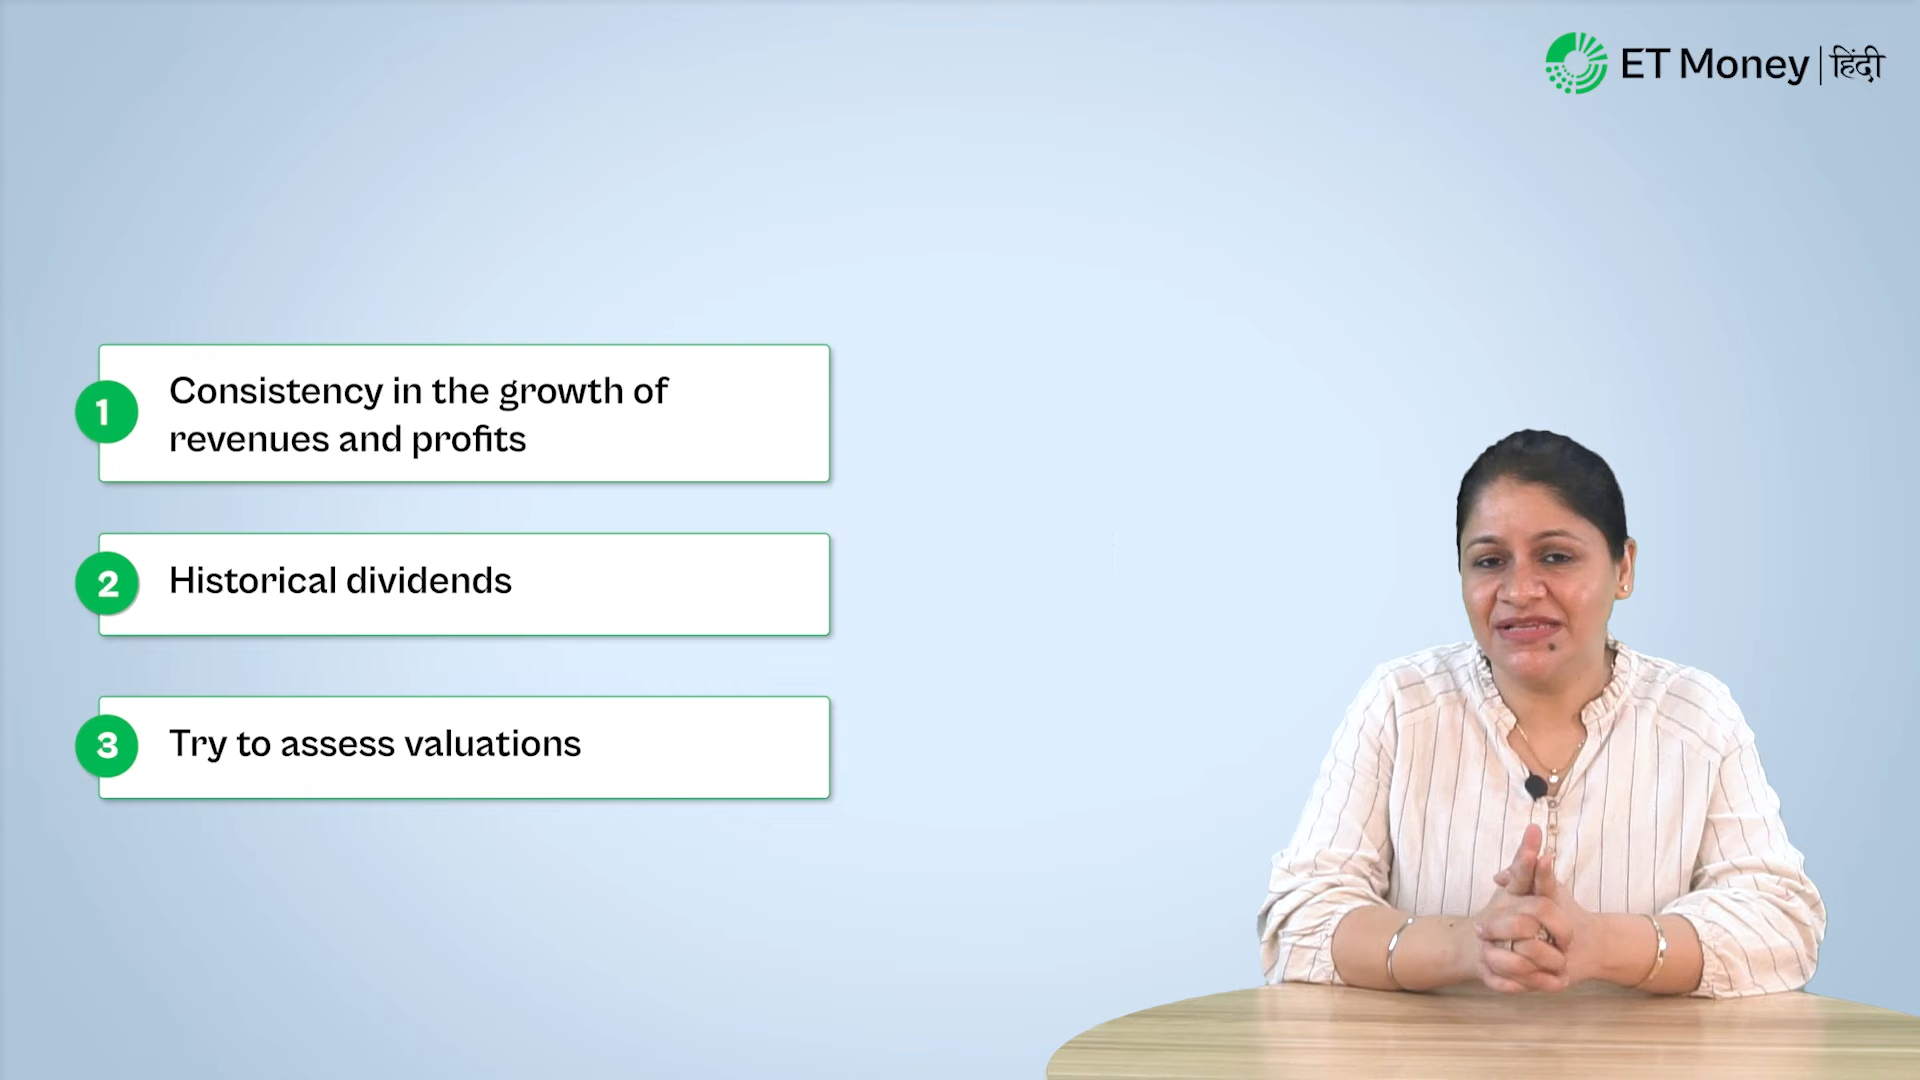 ET Money | हिंदी
1 Consistency in the growth of
revenues and profits
2 Historical dividends
3 Try to assess valuations